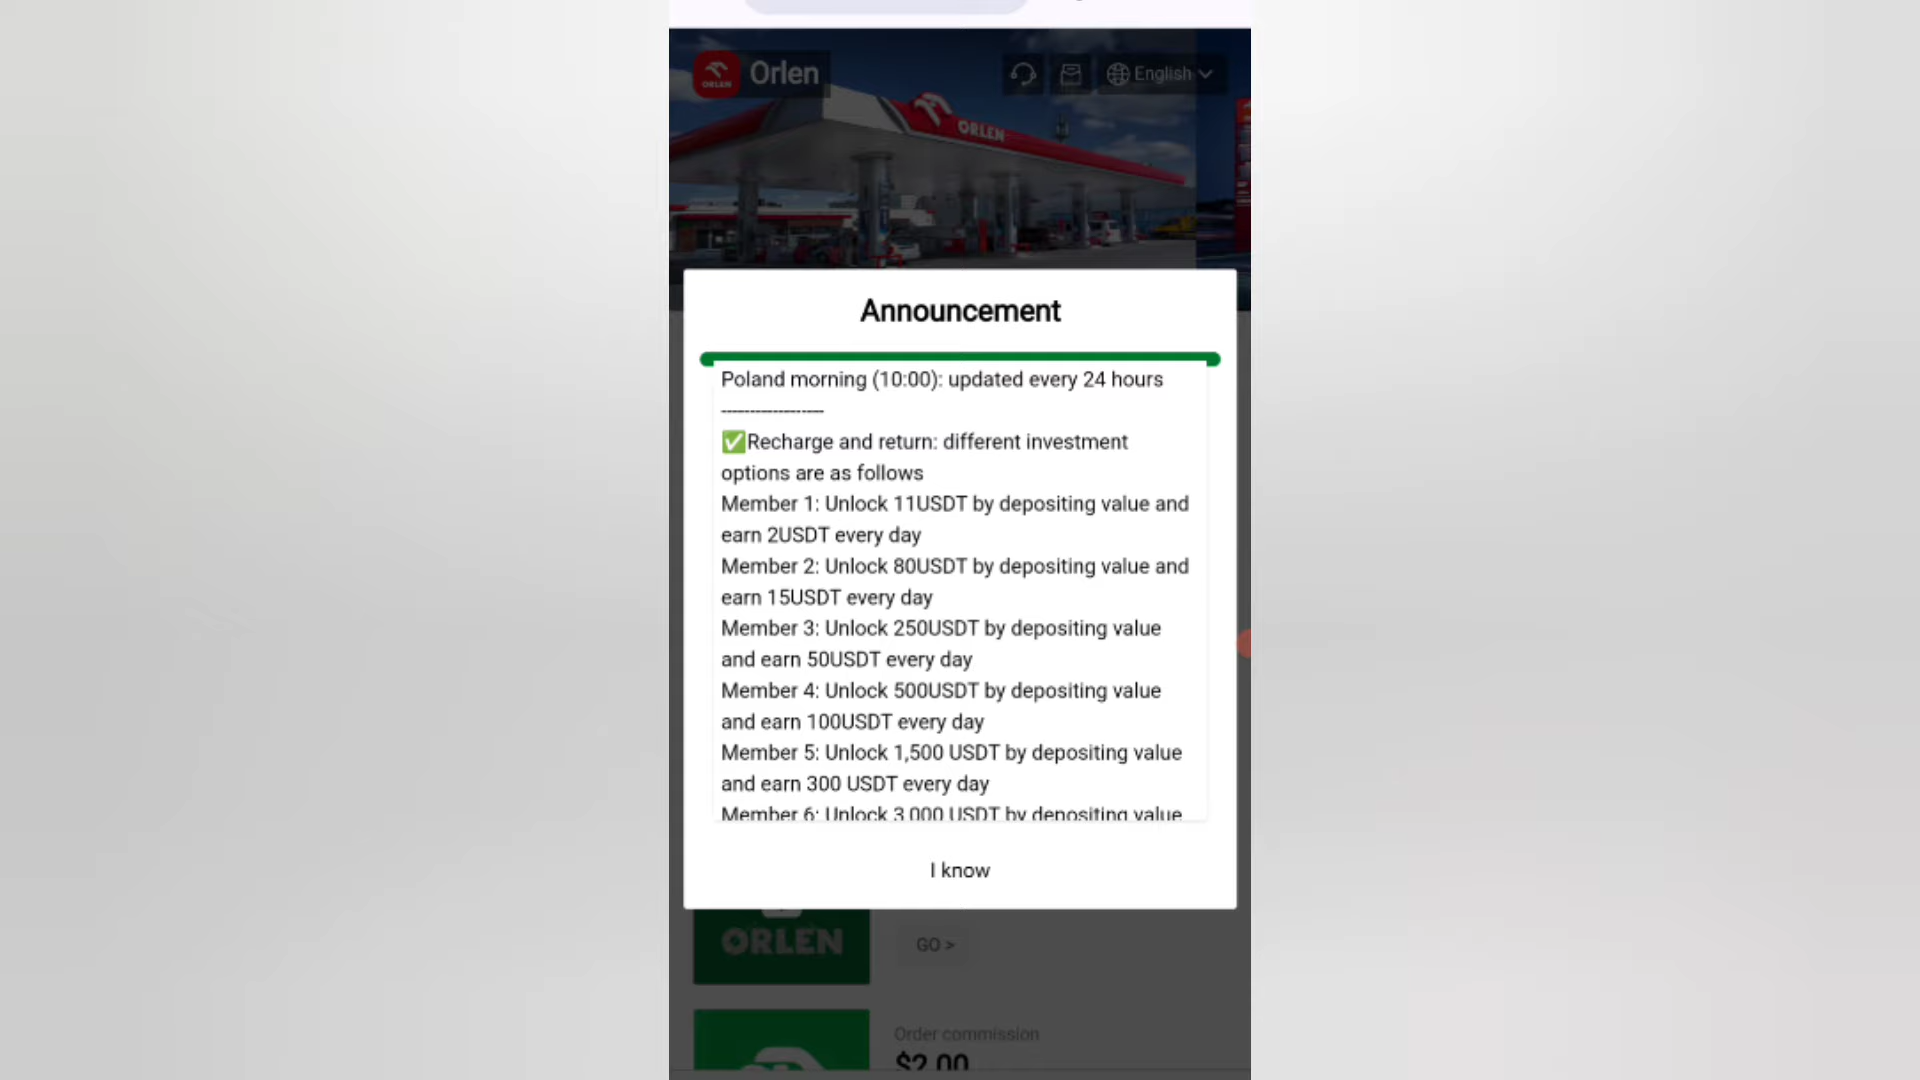 ORLEN
Orlen
English
ORLEN
Announcement
Poland morning (10:00): updated every 24 hours
------------------
✅Recharge and return: different investment
options are as follows
Member 1: Unlock 11USDT by depositing value and
earn 2USDT every day
Member 2: Unlock 80USDT by depositing value and
earn 15USDT every day
Member 3: Unlock 250USDT by depositing value
and earn 50USDT every day
Member 4: Unlock 500USDT by depositing value
and earn 100USDT every day
Member 5: Unlock 1,500 USDT by depositing value
and earn 300 USDT every day
Member 6: Unlock 3,000 USDT by depositing value
I know
ORLEN
GO >
Order commission
$2.00